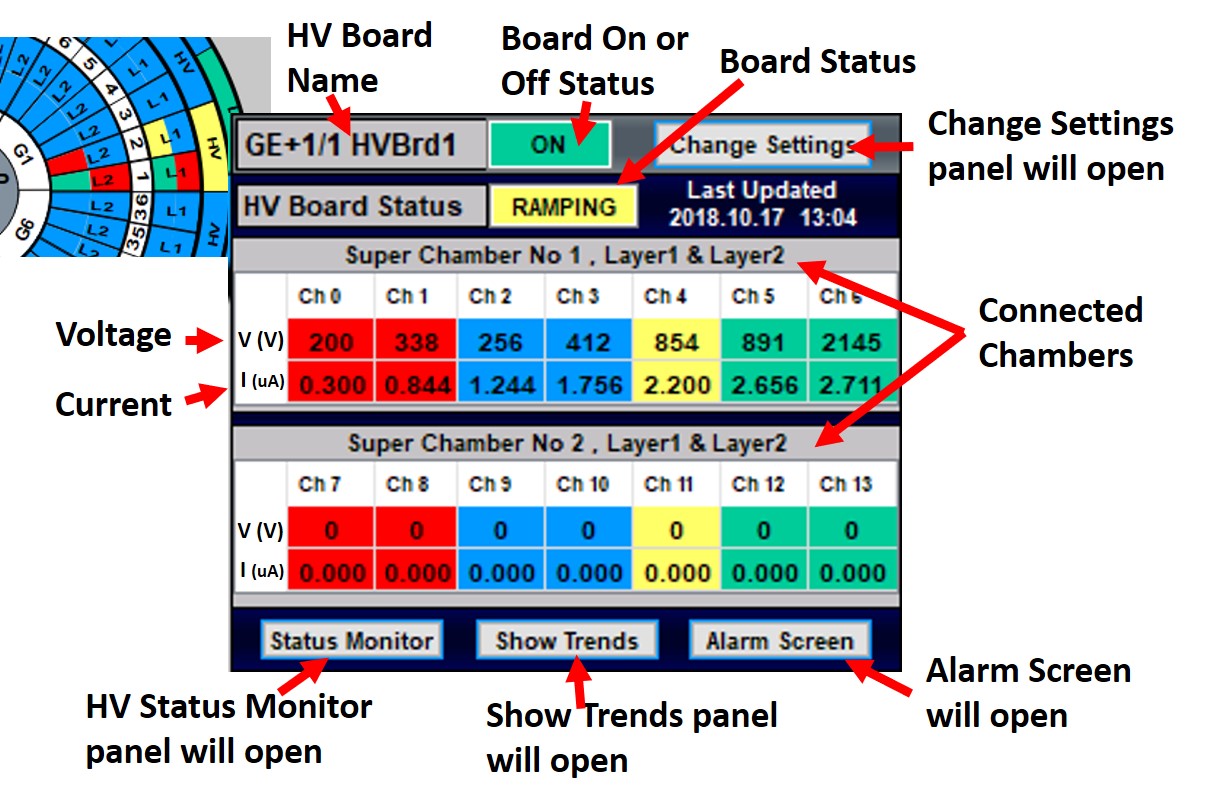 HV Board
Name
Board On or
Off Status
Board Status
Change Settings
panel will open
GE+1/1 HVBrd1
ON
Change Settings
HV Board Status
RAMPING
Last Updated
2018.10.17 13:04
Super Chamber No 1 , Layer1 & Layer2
Ch 0 Ch 1 Ch 2 Ch 3 Ch 4 Ch 5 Ch 6
Voltage
V (V) 200 338 256 412 854 891 2145
Current
I (uA) 0.300 0.844 1.244 1.756 2.200 2.656 2.711
Connected
Chambers
Super Chamber No 2 , Layer1 & Layer2
Ch 7 Ch 8 Ch 9 Ch 10 Ch 11 Ch 12 Ch 13
V (V) 0 0 0 0 0 0 0
I (uA) 0.000 0.000 0.000 0.000 0.000 0.000 0.000
Status Monitor
Show Trends
Alarm Screen
HV Status Monitor
panel will open
Show Trends panel
will open
Alarm Screen
will open
G1
G6
6
5
4
3
2
1
36
35
L2
L2
L2
L2
L2
L2
L2
L2
L2
L1
L1
L1
L1
L1
L1
HV
HV
HV